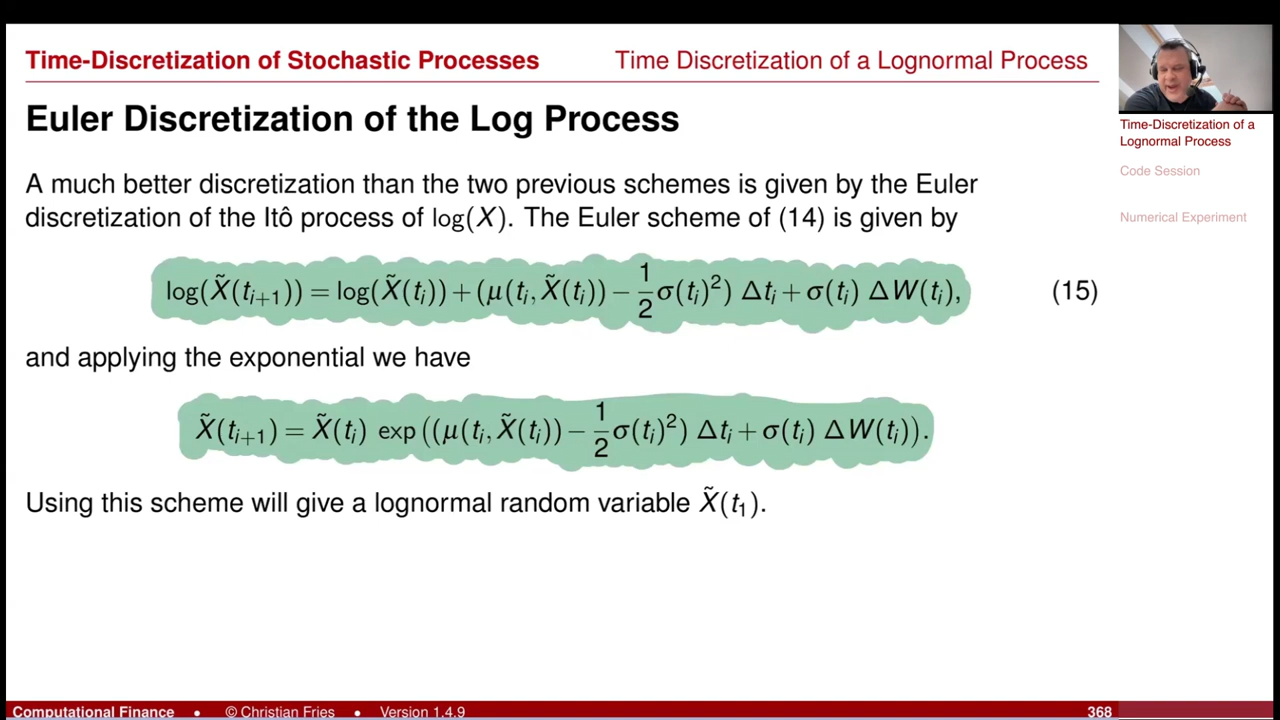 Time-Discretization of Stochastic Processes
Time Discretization of a Lognormal Process
Euler Discretization of the Log Process
A much better discretization than the two previous schemes is given by the Euler
discretization of the Itô process of log(X). The Euler scheme of (14) is given by
log(X̃(tᵢ₊₁)) = log(X̃(tᵢ)) + (μ(tᵢ, X̃(tᵢ)) − 1/2 σ(tᵢ)²) Δtᵢ + σ(tᵢ) ΔW(tᵢ), (15)
and applying the exponential we have
X̃(tᵢ₊₁) = X̃(tᵢ) exp((μ(tᵢ, X̃(tᵢ)) − 1/2 σ(tᵢ)²) Δtᵢ + σ(tᵢ) ΔW(tᵢ)).
Using this scheme will give a lognormal random variable X̃(t₁).
Time-Discretization of a
Lognormal Process
Code Session
Numerical Experiment
Computational Finance • © Christian Fries • Version 1.4.9
368